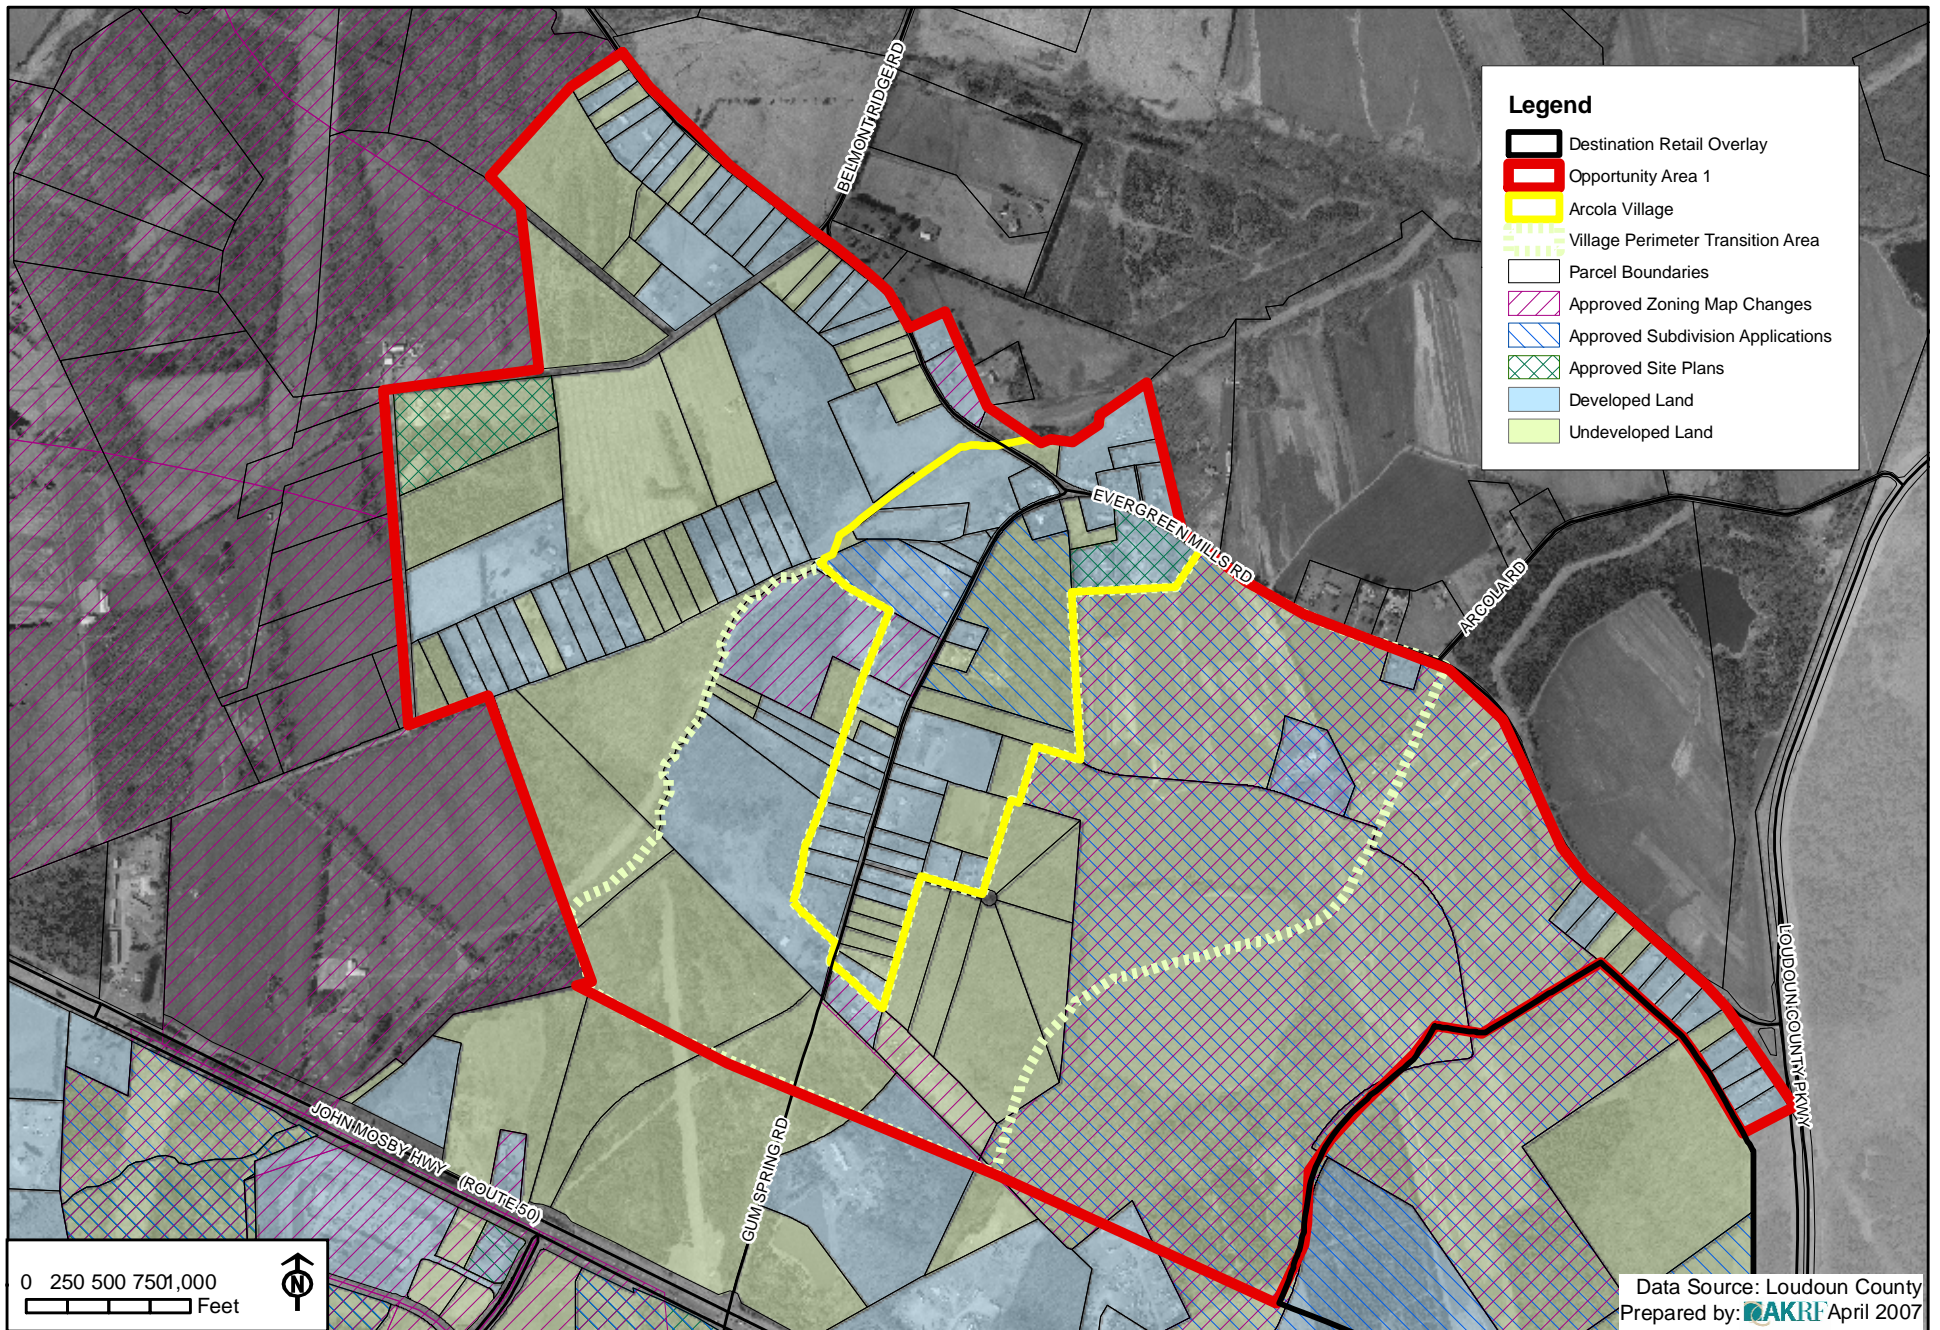 BELMONT RIDGE RD
Legend
Destination Retail Overlay
Opportunity Area 1
Arcola Village
Village Perimeter Transition Area
Parcel Boundaries
Approved Zoning Map Changes
Approved Subdivision Applications
Approved Site Plans
Developed Land
Undeveloped Land
EVERGREEN MILLS RD
ARCOLA RD
LOUDOUN COUNTY PKWY
JOHN MOSBY HWY (ROUTE 50)
GUM SPRING RD
0 250 500 750 1,000
Feet
N
Data Source: Loudoun County
Prepared by: AKRF April 2007